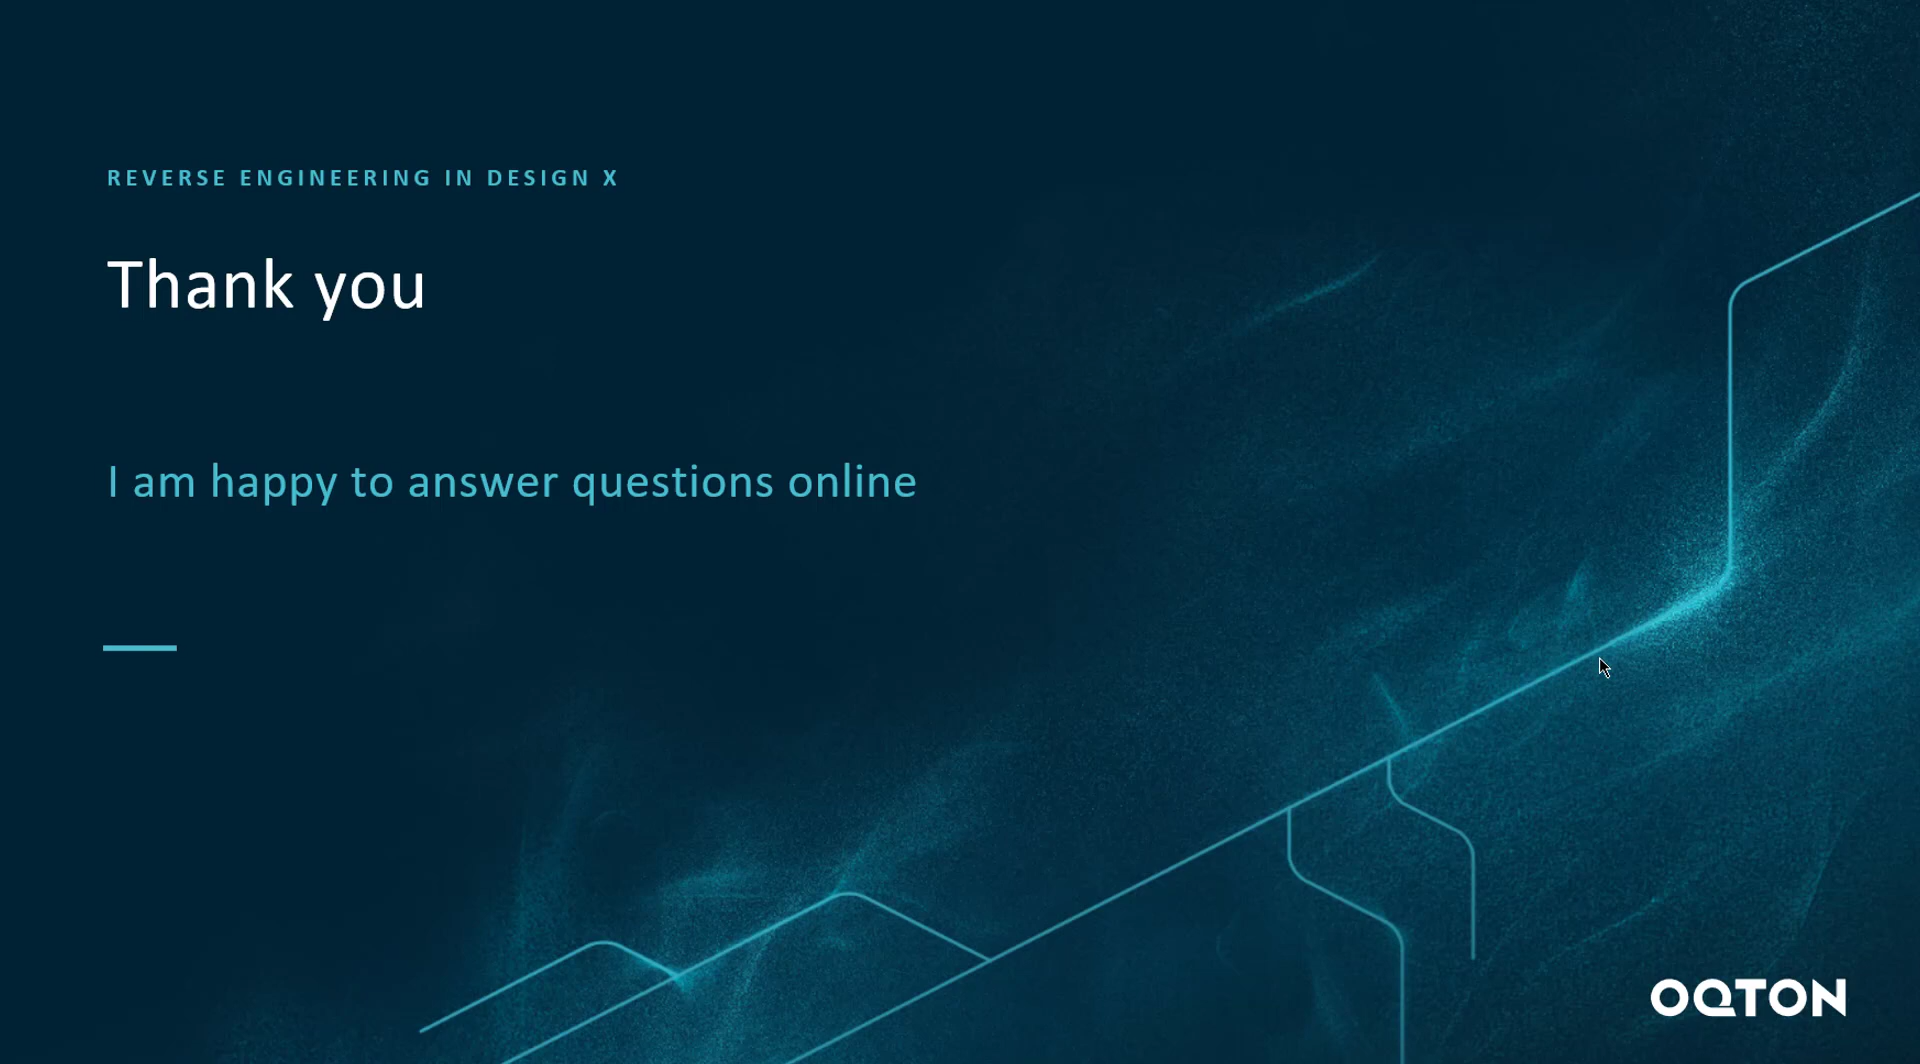 REVERSE ENGINEERING IN DESIGN X
Thank you
I am happy to answer questions online
OQTON